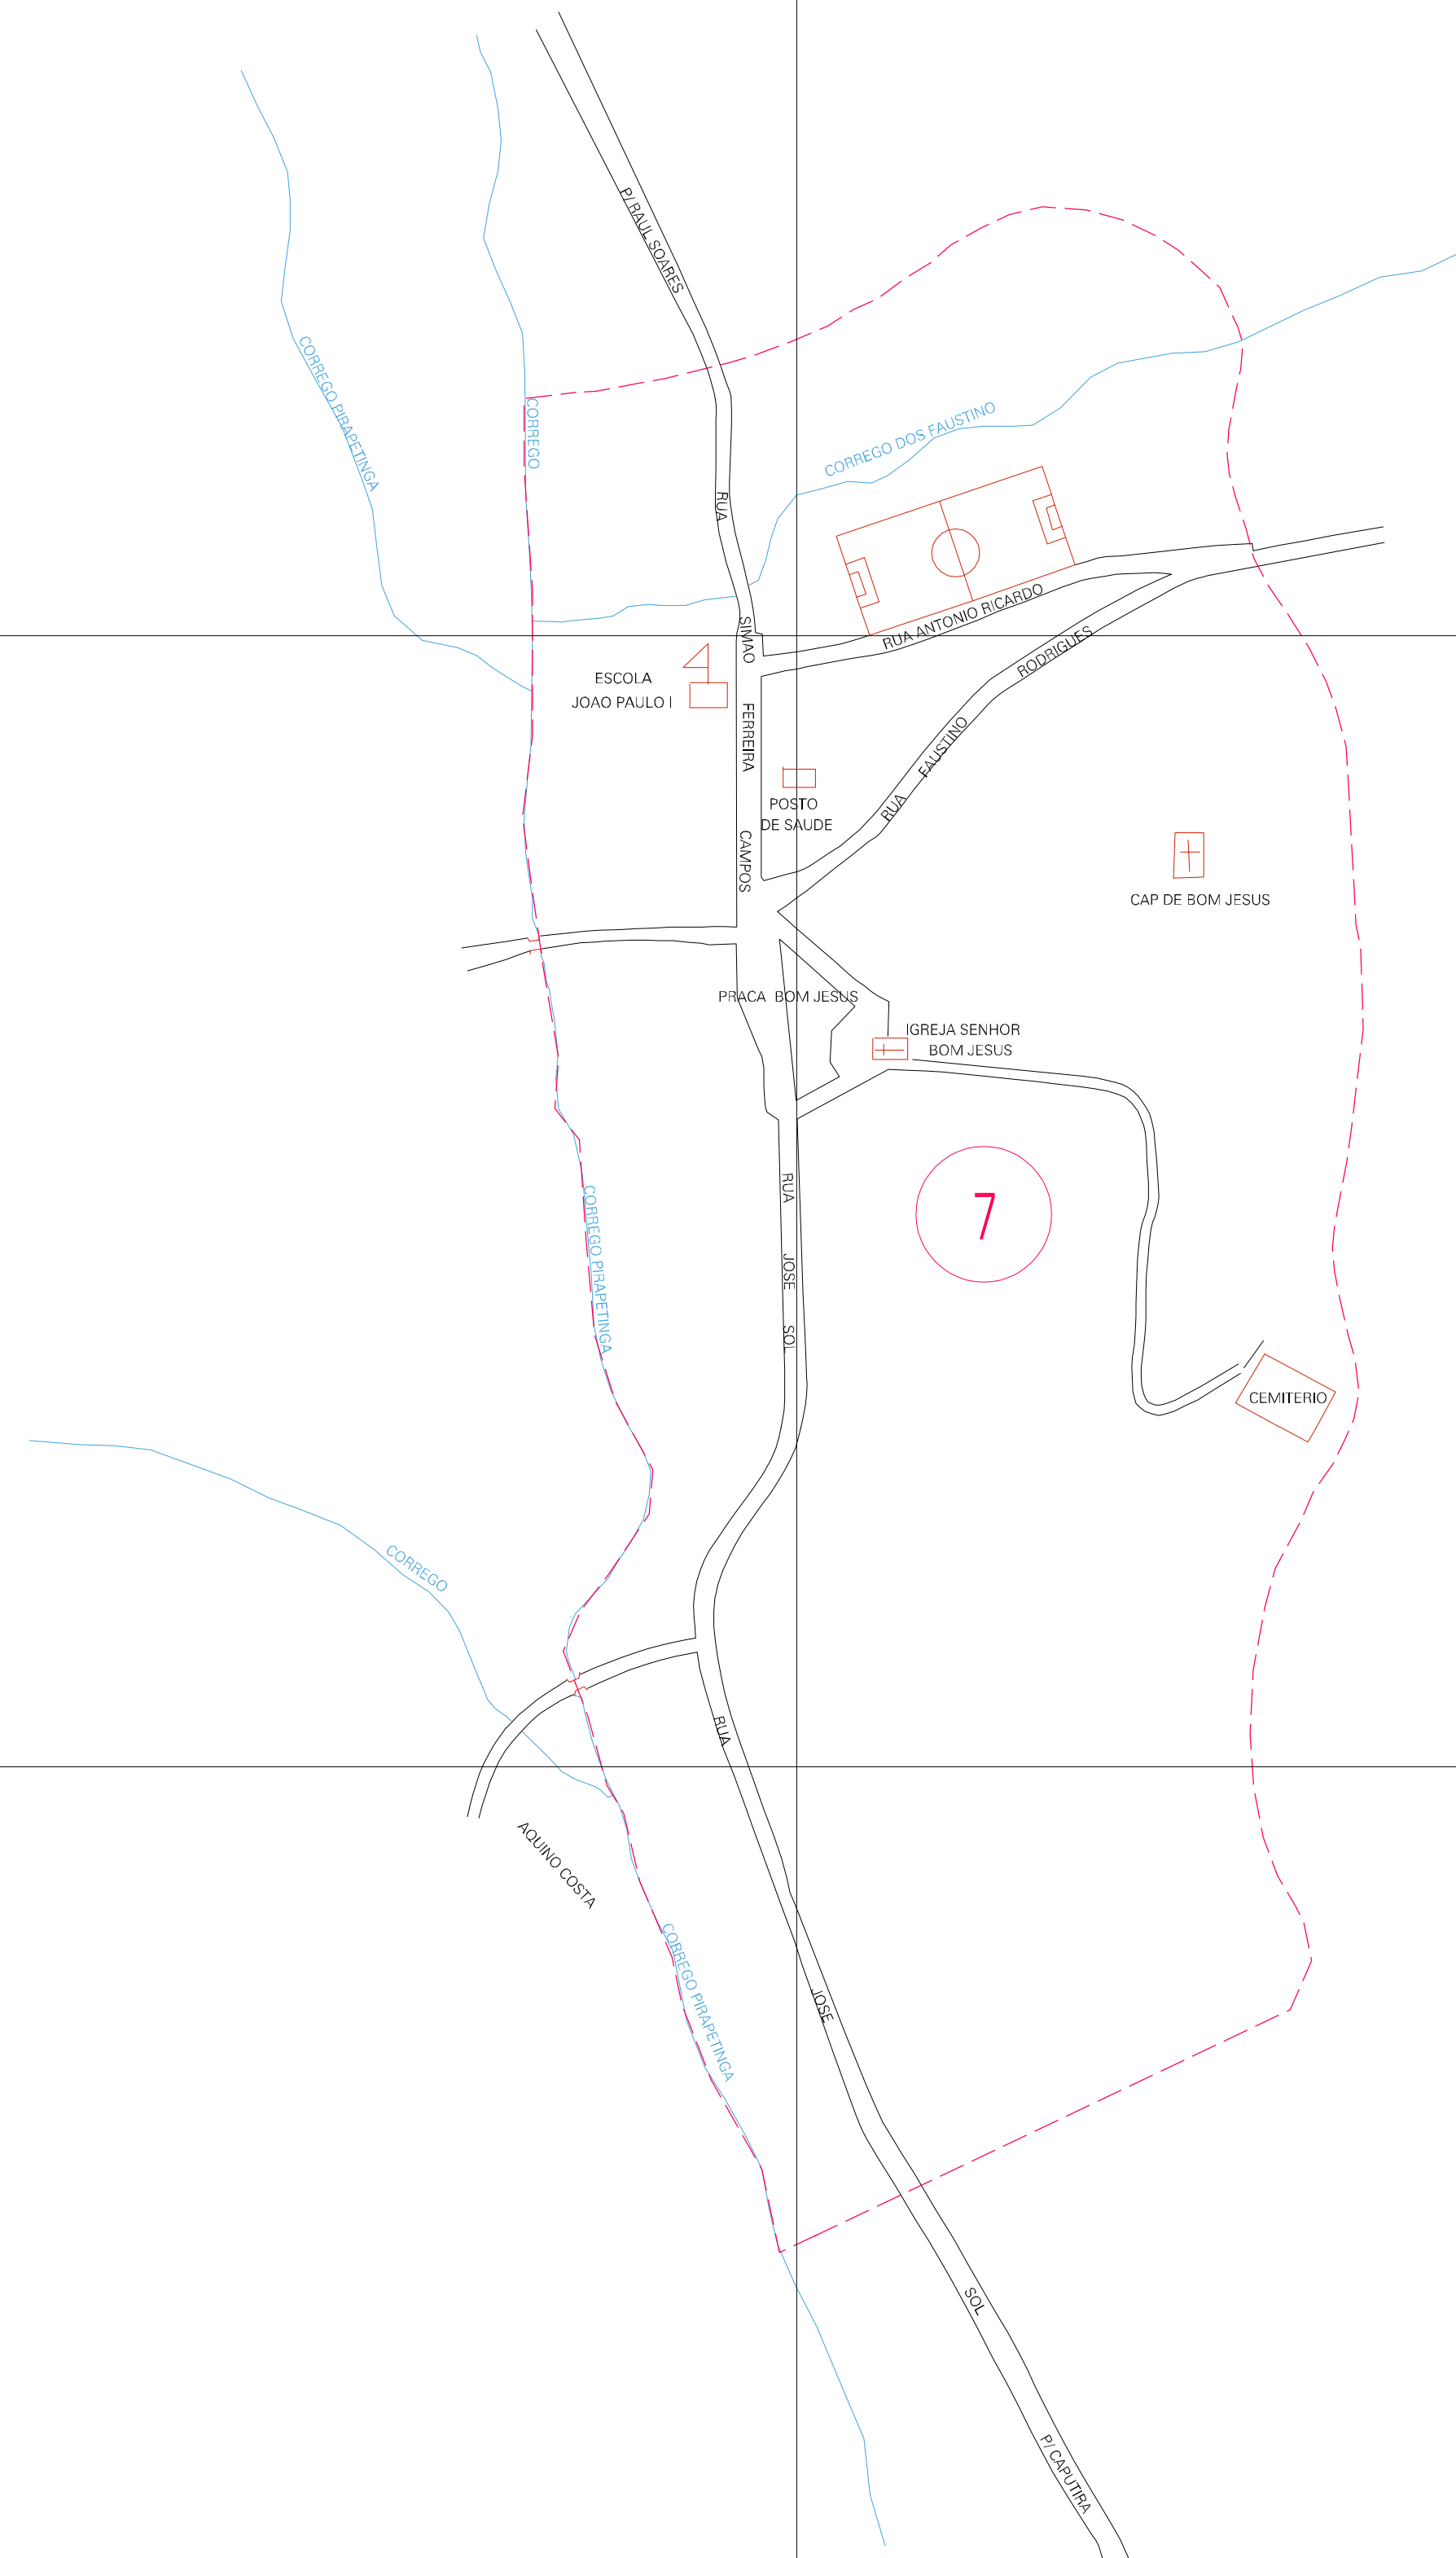 P/ RAUL SOARES
CORREGO PIRAPETINGA
CORREGO
CORREGO DOS FAUSTINO
RUA SIMAO FERREIRA CAMPOS
RUA ANTONIO RICARDO
RUA FAUSTINO RODRIGUES
ESCOLA
JOAO PAULO I
POSTO
DE SAUDE
CAP DE BOM JESUS
PRACA BOM JESUS
IGREJA SENHOR
BOM JESUS
7
RUA JOSE SOL
CORREGO PIRAPETINGA
CEMITERIO
CORREGO
AQUINO COSTA
RUA JOSE SOL
CORREGO PIRAPETINGA
P/ CAPUTIRA